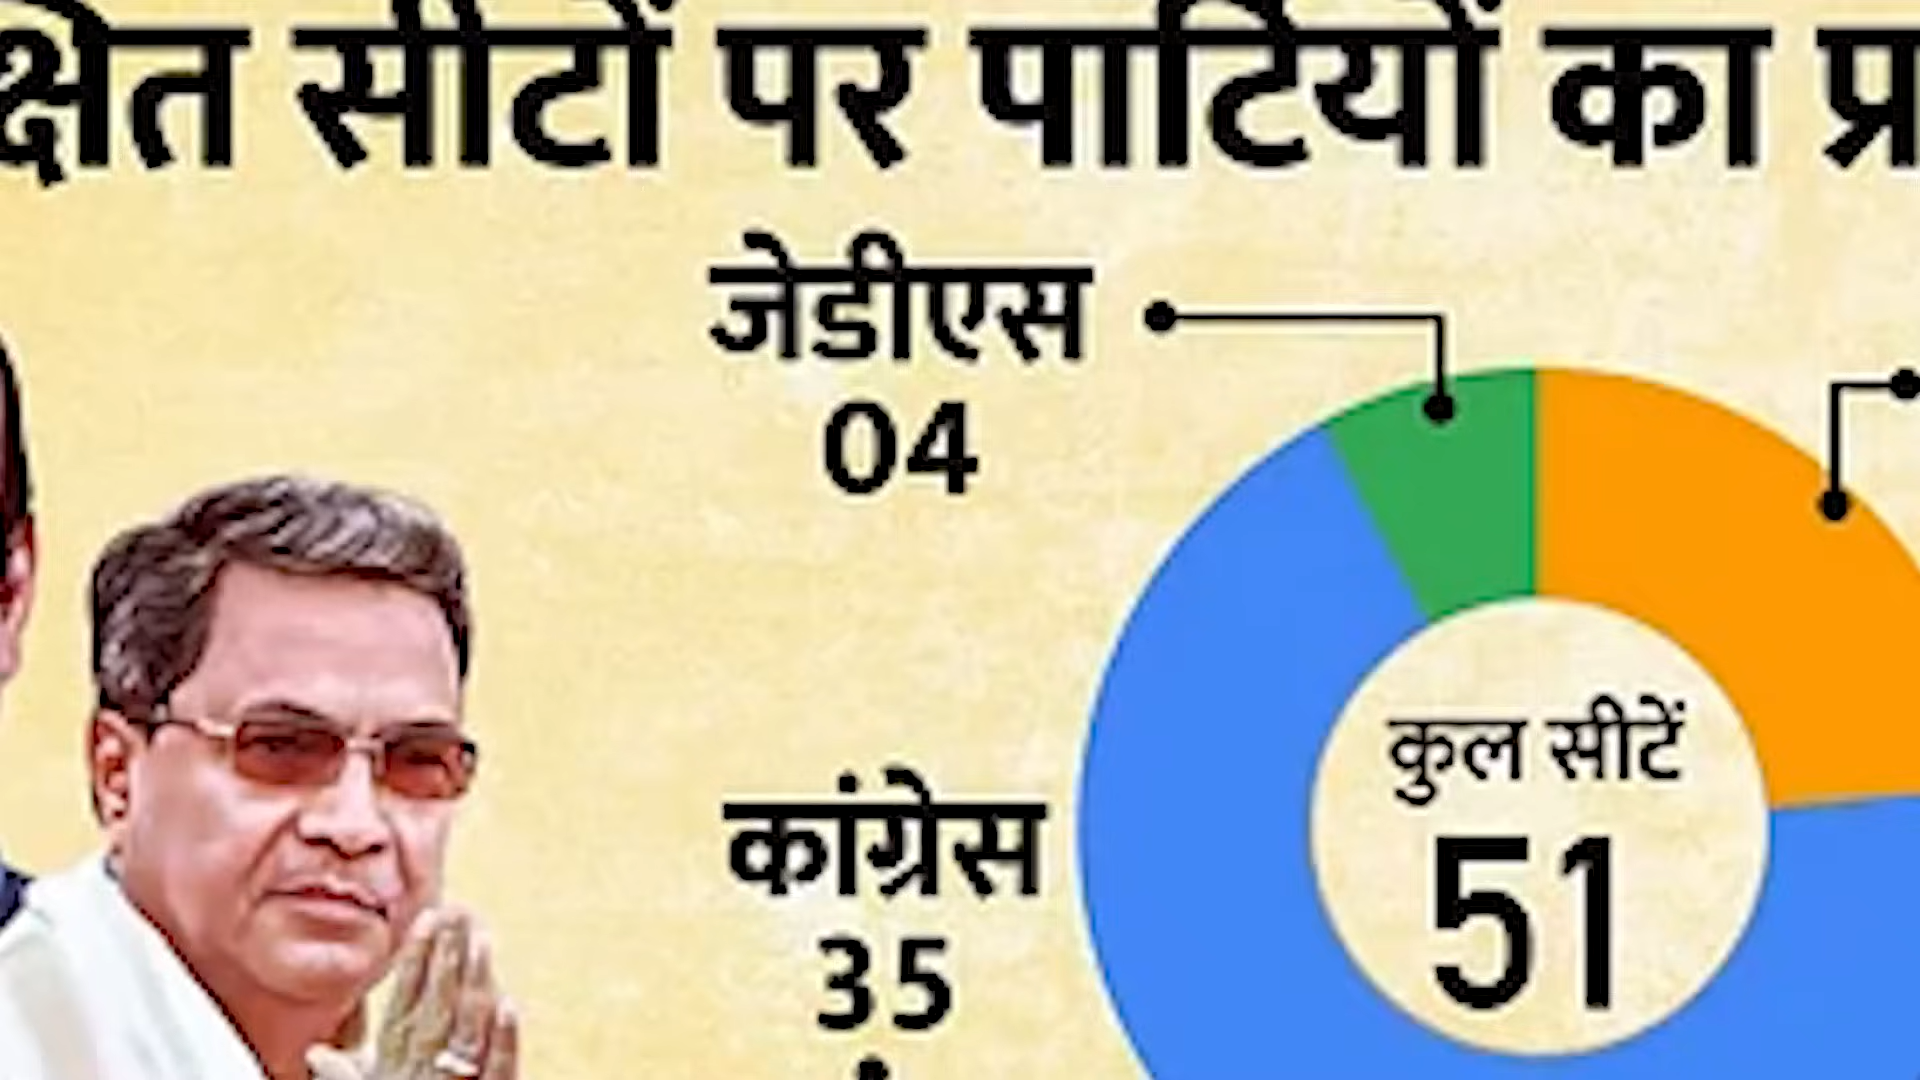 क्षित सीटों पर पार्टियों का प्र
जेडीएस
04
कुल सीटें
51
कांग्रेस
35